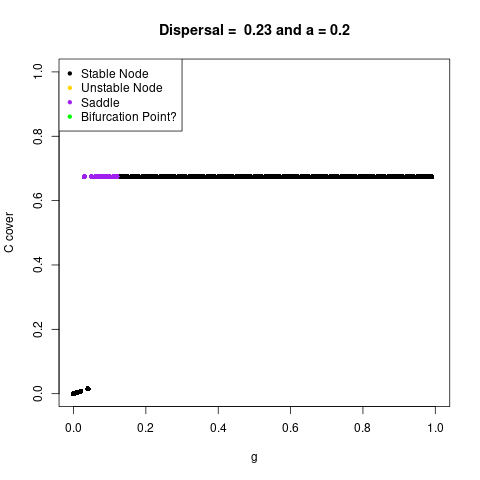 Dispersal =  0.23 and a = 0.2
Stable Node
Unstable Node
Saddle
Bifurcation Point?
C cover
1.0
0.8
0.6
0.4
0.2
0.0
0.0 0.2 0.4 0.6 0.8 1.0
g